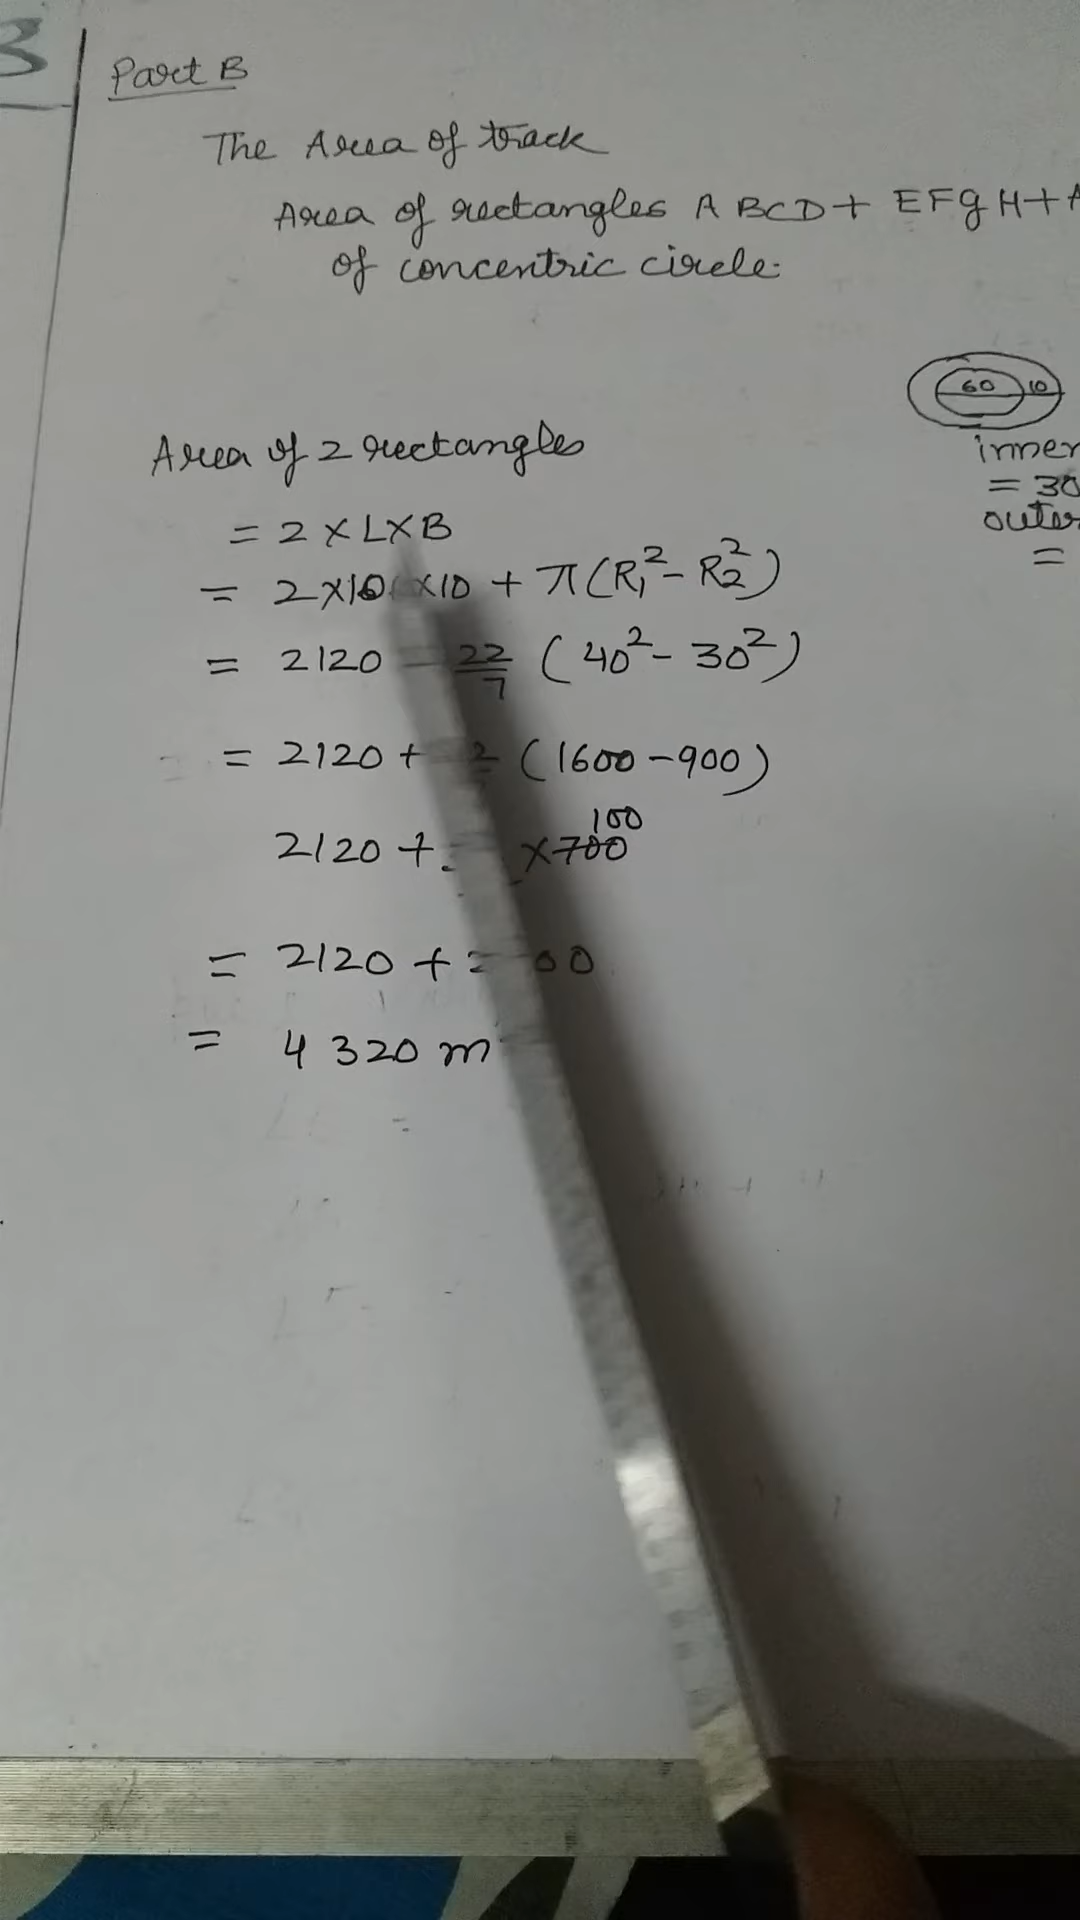 3
Part B
The Area of track
Area of rectangles ABCD + EFgH + A
of concentric circle.
60 10
inner
= 30
outer
=
Area of 2 rectangles
= 2 × L × B
= 2 × 10 × 10 + π (R₁² - R₂²)
= 2120 22/7 (40² - 30²)
= 2120 + (1600 - 900)
100
2120 + × 700
= 2120 + 00
= 4320 m